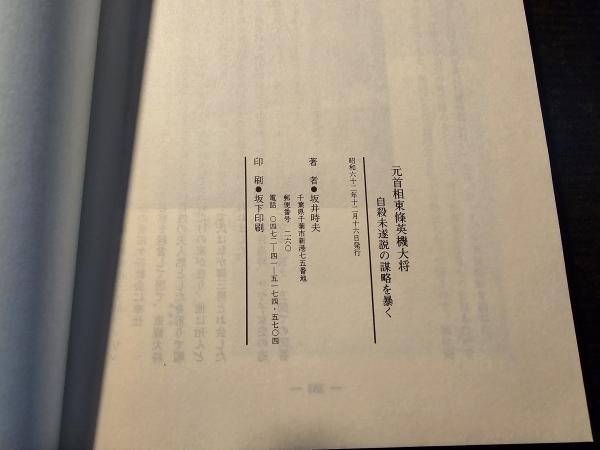 元首相東條英機大将
自殺未遂説の謀略を暴く
昭和六十二年十二月十六日発行
著者●坂井時夫
千葉県千葉市新港七五番地
郵便番号 二六〇
電話 〇四七二―四一―五一七四・五七〇四
印刷●坂下印刷